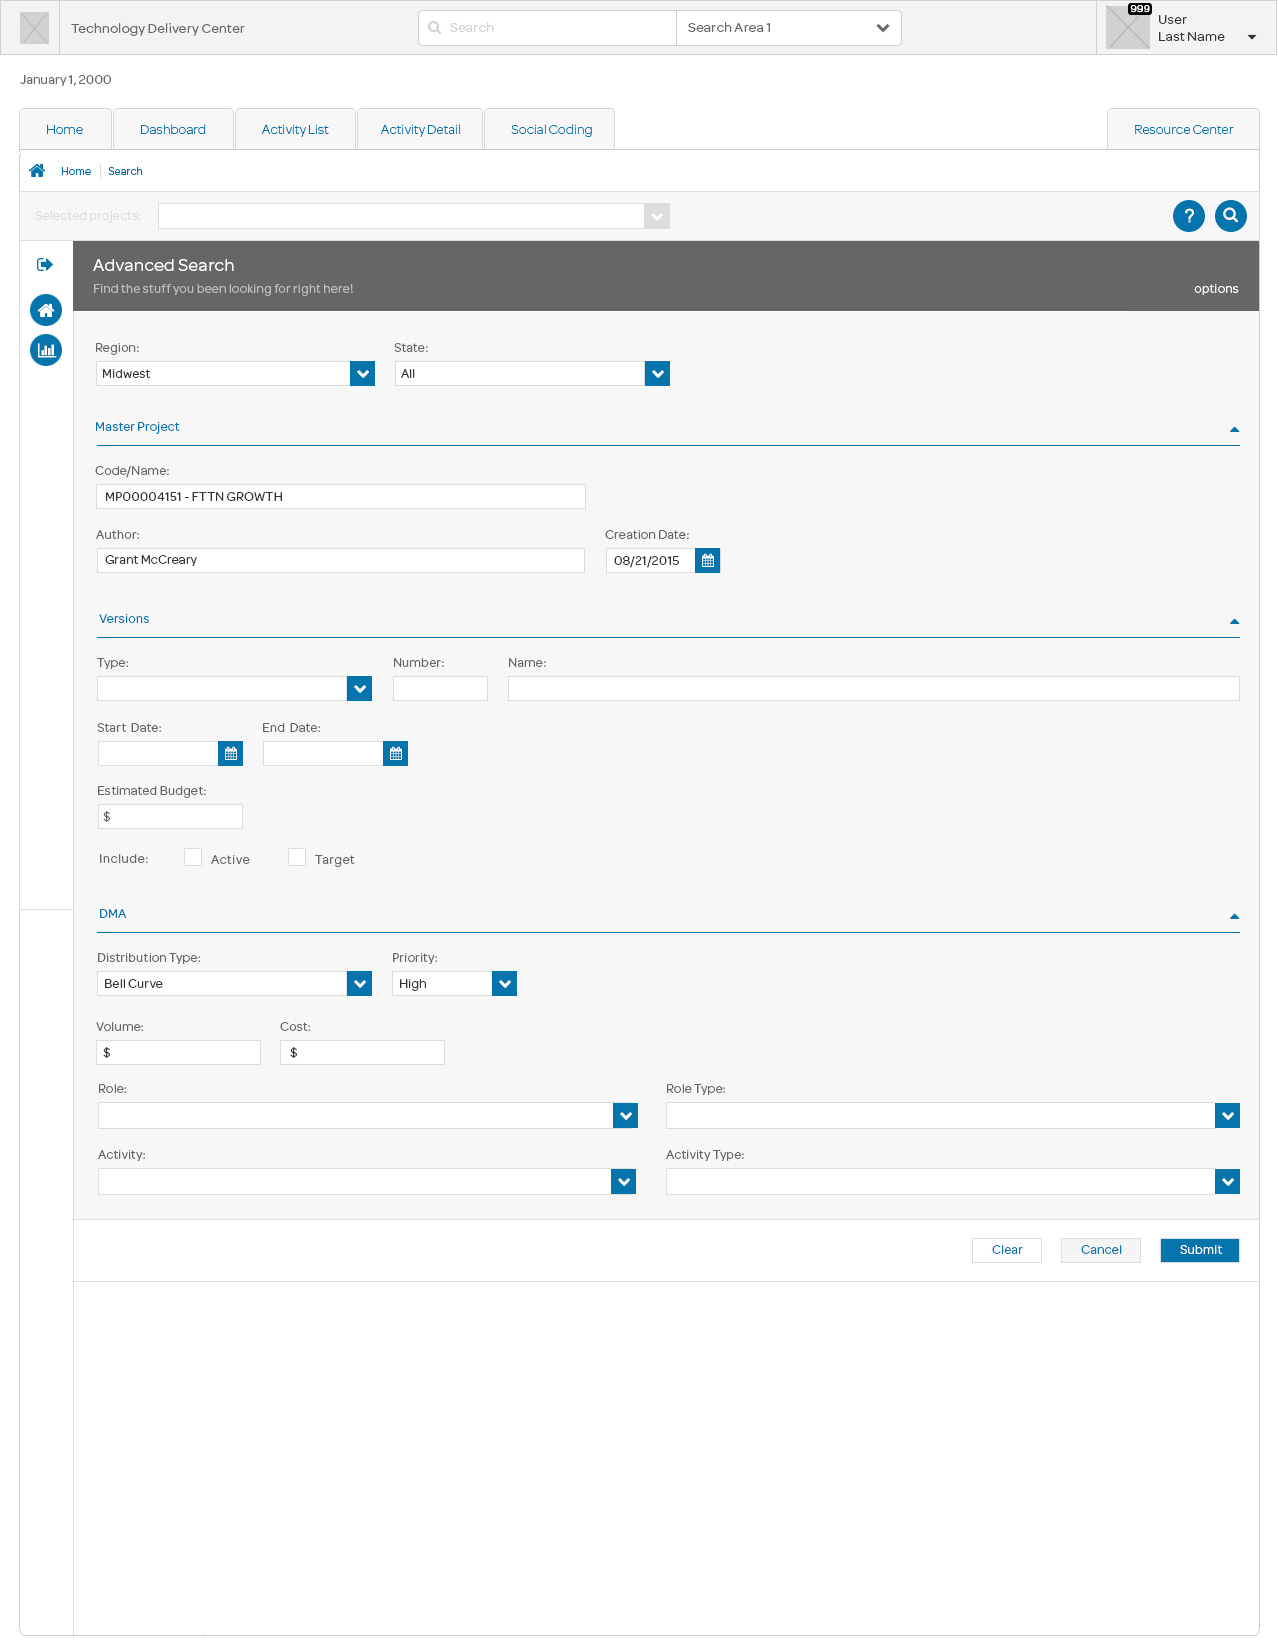 Technology Delivery Center
Search
Search Area 1
999
User
Last Name
January 1, 2000
Home
Dashboard
Activity List
Activity Detail
Social Coding
Resource Center
Home
Search
Selected projects:
?
Advanced Search
Find the stuff you been looking for right here!
options
Region:
State:
Midwest
All
Master Project
Code/Name:
MP00004151 - FTTN GROWTH
Author:
Creation Date:
Grant McCreary
08/21/2015
Versions
Type:
Number:
Name:
Start Date:
End Date:
Estimated Budget:
$
Include:
Active
Target
DMA
Distribution Type:
Priority:
Bell Curve
High
Volume:
Cost:
$
$
Role:
Role Type:
Activity:
Activity Type:
Clear
Cancel
Submit